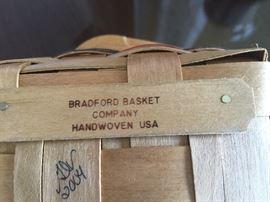 BRADFORD BASKET
COMPANY
HANDWOVEN USA
2004